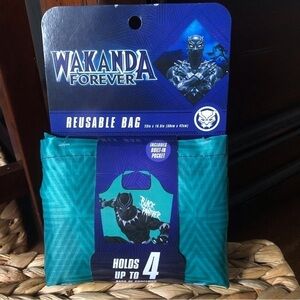 WAKANDA
FOREVER
REUSABLE BAG
INCLUDES
BUILT-IN
POCKET
BLACK
PANTHER
HOLDS
UP TO 4